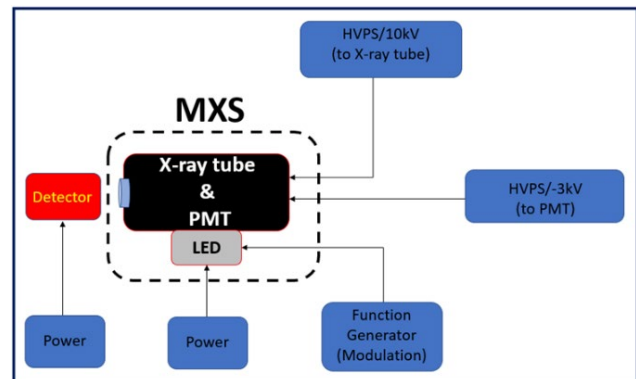 HVPS/10kV
(to X-ray tube)
MXS
X-ray tube
&
PMT
LED
Detector
HVPS/-3kV
(to PMT)
Power
Power
Function
Generator
(Modulation)